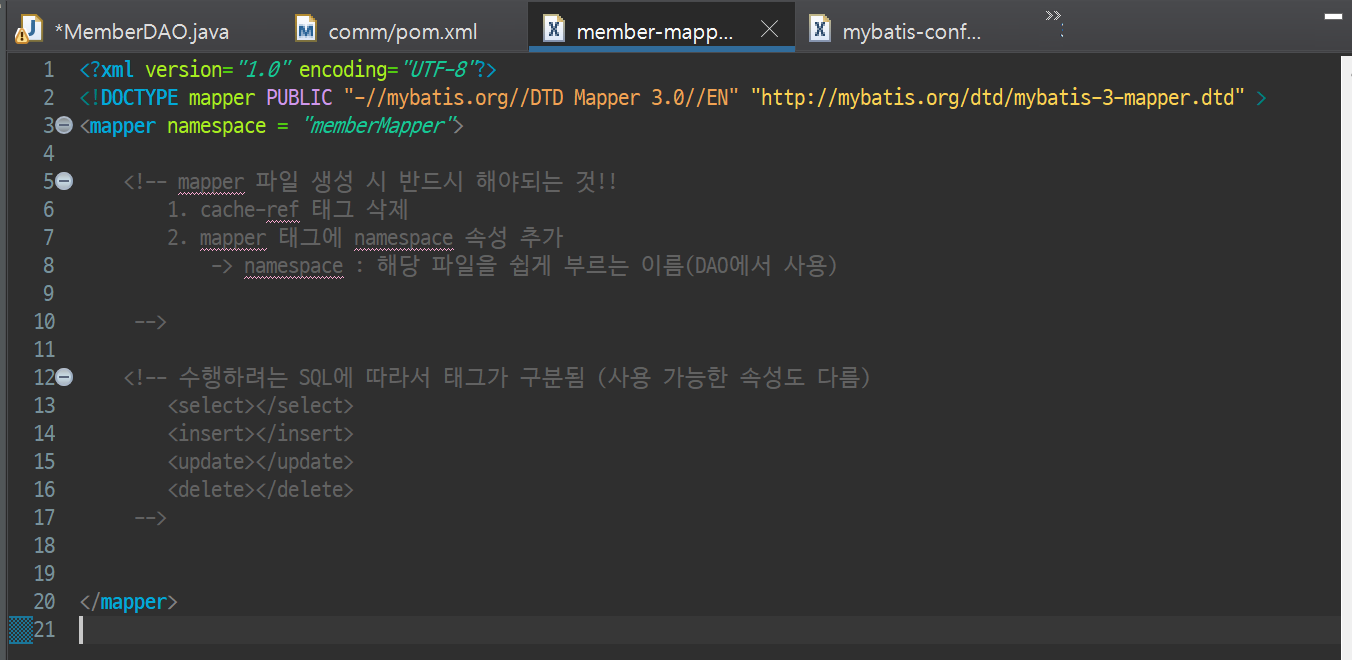 *MemberDAO.java comm/pom.xml member-mapp... mybatis-conf... »
1 <?xml version="1.0" encoding="UTF-8"?>
2 <!DOCTYPE mapper PUBLIC "-//mybatis.org//DTD Mapper 3.0//EN" "http://mybatis.org/dtd/mybatis-3-mapper.dtd" >
3 <mapper namespace = "memberMapper">
4
5 <!-- mapper 파일 생성 시 반드시 해야되는 것!!
6 1. cache-ref 태그 삭제
7 2. mapper 태그에 namespace 속성 추가
8 -> namespace : 해당 파일을 쉽게 부르는 이름(DAO에서 사용)
9
10 -->
11
12 <!-- 수행하려는 SQL에 따라서 태그가 구분됨 (사용 가능한 속성도 다름)
13 <select></select>
14 <insert></insert>
15 <update></update>
16 <delete></delete>
17 -->
18
19
20 </mapper>
21